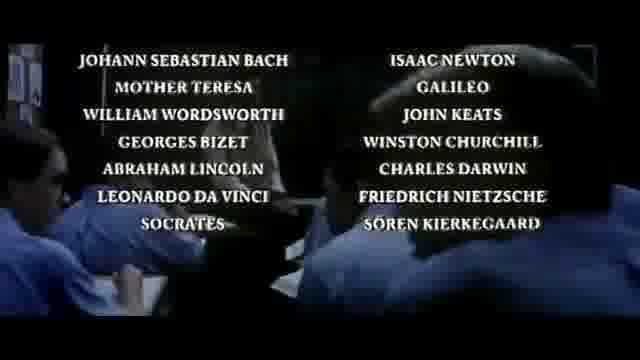 JOHANN SEBASTIAN BACH
MOTHER TERESA
WILLIAM WORDSWORTH
GEORGES BIZET
ABRAHAM LINCOLN
LEONARDO DA VINCI
SOCRATES
ISAAC NEWTON
GALILEO
JOHN KEATS
WINSTON CHURCHILL
CHARLES DARWIN
FRIEDRICH NIETZSCHE
SÖREN KIERKEGAARD